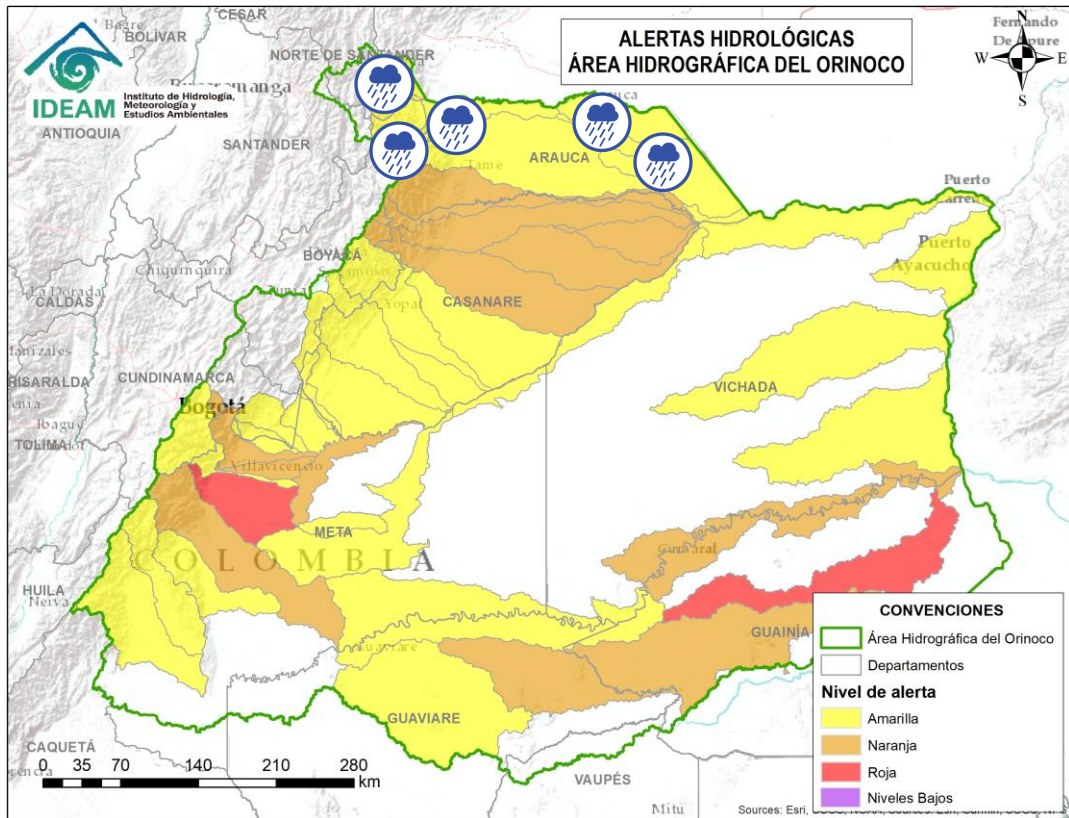 CESAR
Bagre
BOLÍVAR
NORTE DE SANTANDER
ALERTAS HIDROLÓGICAS
ÁREA HIDROGRÁFICA DEL ORINOCO
Fernando
De Apure
N
W
E
S
IDEAM
Instituto de Hidrología,
Meteorología y
Estudios Ambientales
ANTIOQUIA
SANTANDER
ARAUCA
Tame
Puerto
BOYACÁ
Chiquinquira
La Dorada
CALDAS
Yopal
CASANARE
Puerto
Ayacucho
RISARALDA
CUNDINAMARCA
VICHADA
Bogotá
Ibagué
TOLIMA
Villavicencio
META
COLOMBIA
HUILA
Neiva
GUAINÍA
Guaviare
GUAVIARE
CAQUETÁ
VAUPÉS
Mitú
0 35 70 140 210 280
km
CONVENCIONES
Área Hidrográfica del Orinoco
Departamentos
Nivel de alerta
Amarilla
Naranja
Roja
Niveles Bajos
Sources: Esri,